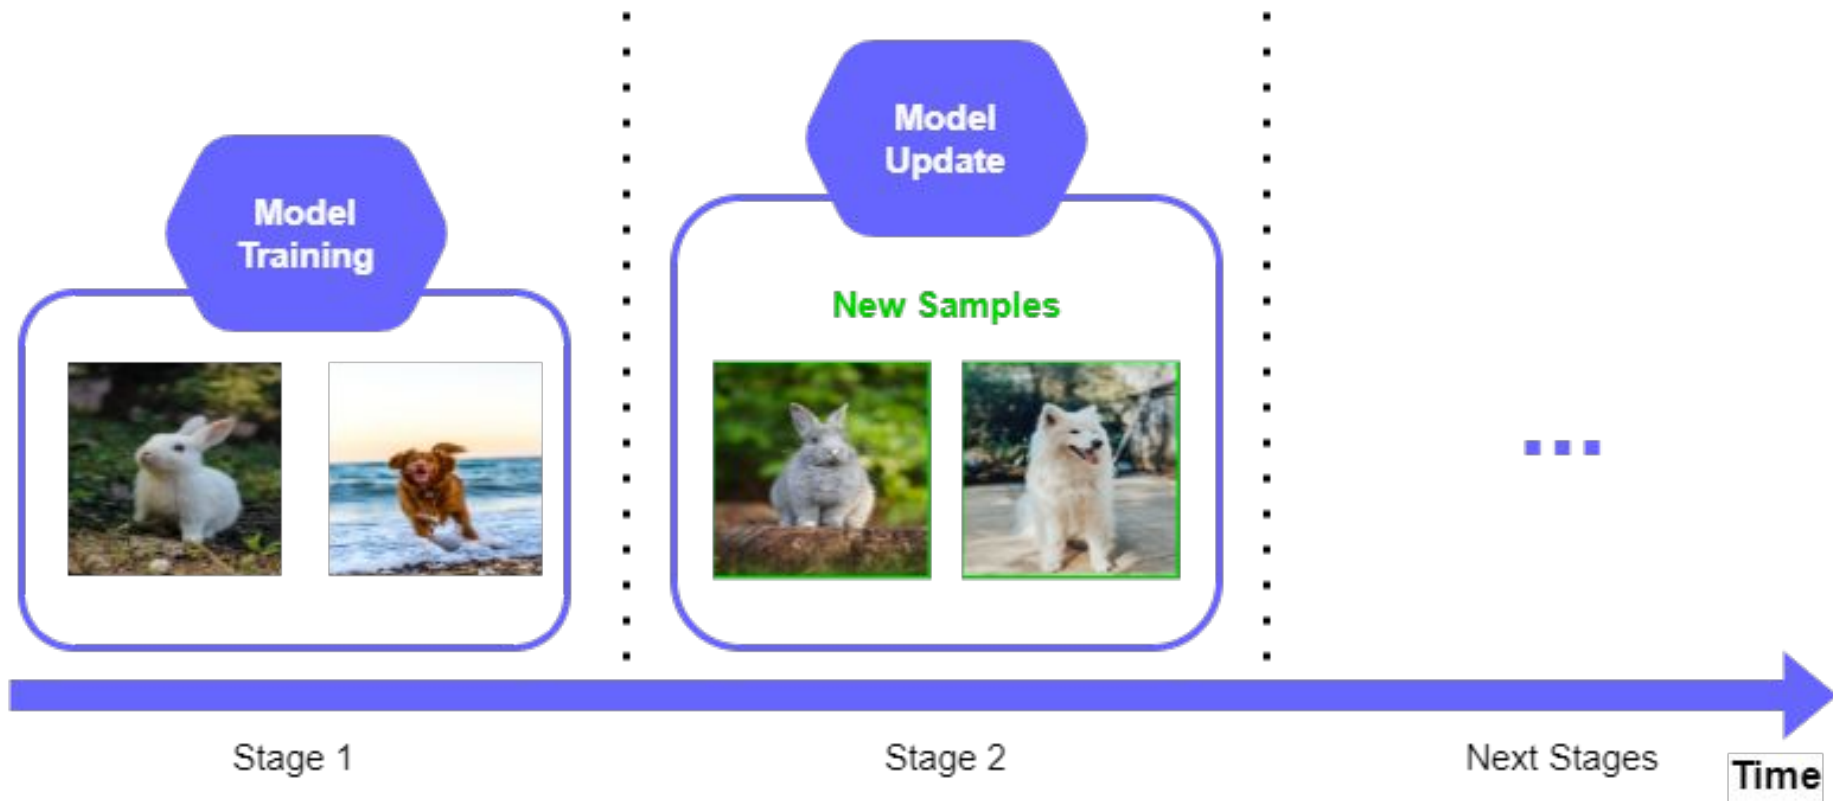 Model
Training
Model
Update
New Samples
Stage 1
Stage 2
Next Stages
Time